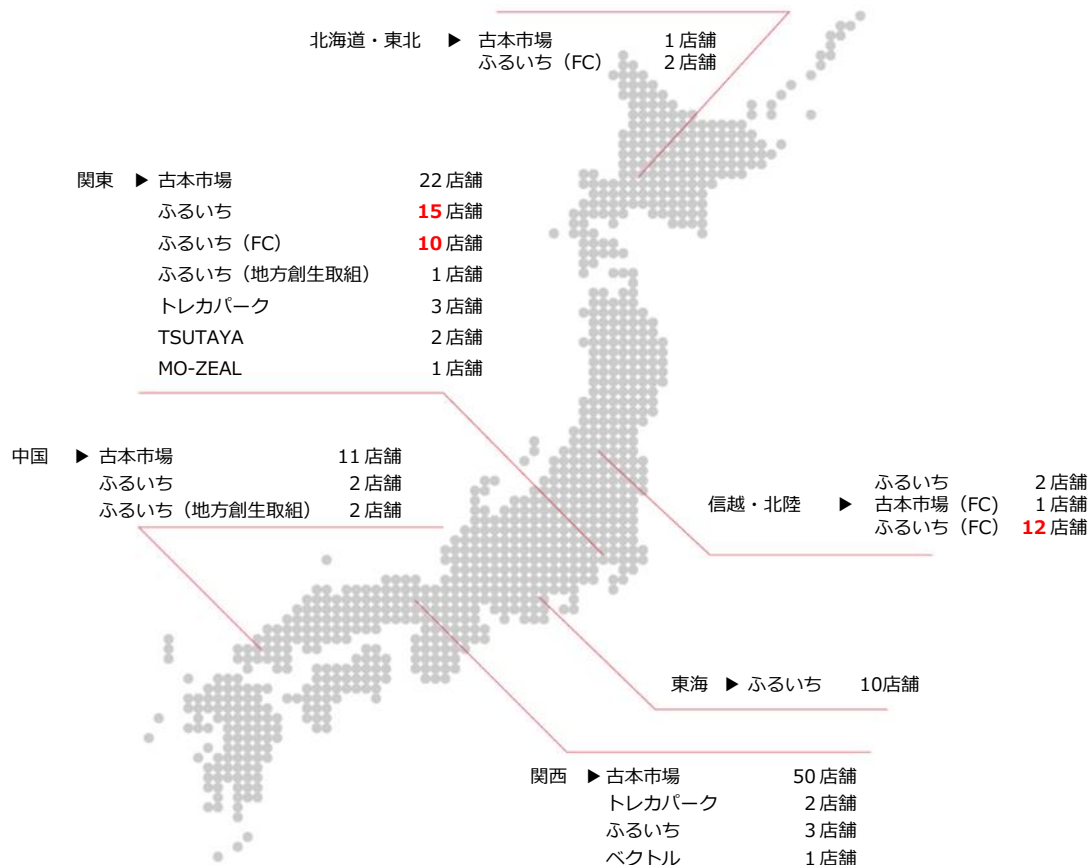 北海道・東北 ▶ 古本市場 1店舗
ふるいち（FC） 2店舗
関東 ▶ 古本市場 22店舗
ふるいち 15店舗
ふるいち（FC） 10店舗
ふるいち（地方創生取組） 1店舗
トレカパーク 3店舗
TSUTAYA 2店舗
MO-ZEAL 1店舗
中国 ▶ 古本市場 11店舗
ふるいち 2店舗
ふるいち（地方創生取組） 2店舗
ふるいち 2店舗
信越・北陸 ▶ 古本市場（FC） 1店舗
ふるいち（FC） 12店舗
東海 ▶ ふるいち 10店舗
関西 ▶ 古本市場 50店舗
トレカパーク 2店舗
ふるいち 3店舗
ベクトル 1店舗